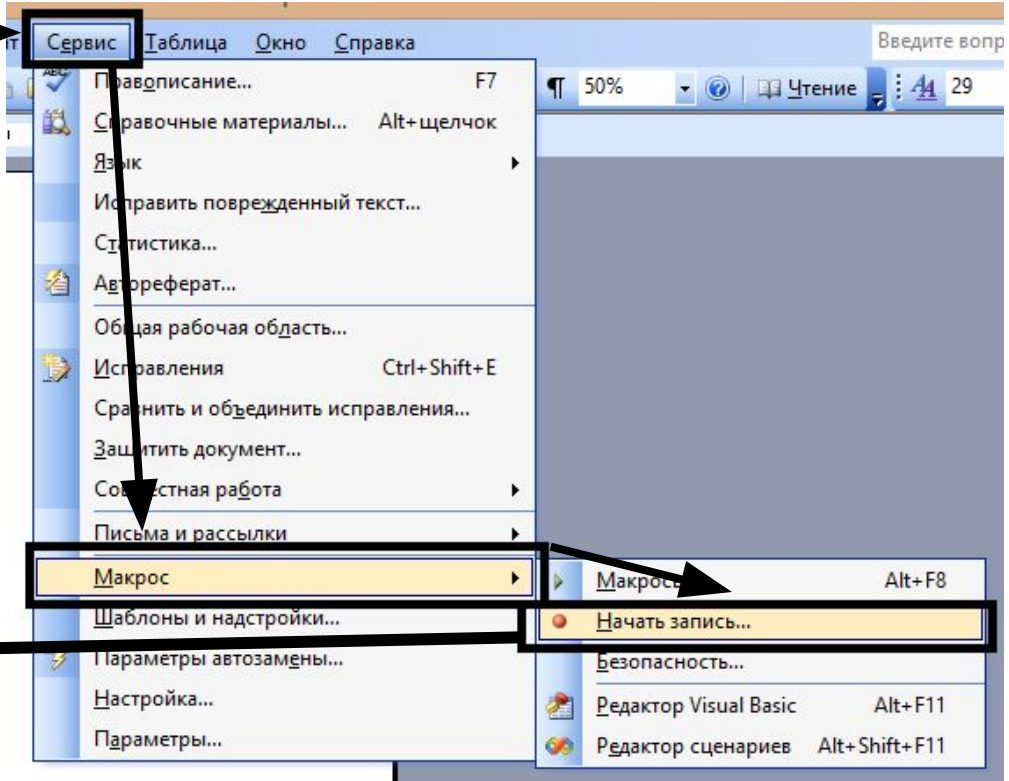 Сервис Таблица Окно Справка
Введите вопр
Правописание... F7
¶ 50% Чтение 29
Справочные материалы... Alt+щелчок
Язык
Исправить поврежденный текст...
Статистика...
Автореферат...
Общая рабочая область...
Исправления Ctrl+Shift+E
Сравнить и объединить исправления...
Защитить документ...
Совместная работа
Письма и рассылки
Макрос
Макросы Alt+F8
Шаблоны и надстройки...
Начать запись...
Параметры автозамены...
Безопасность...
Настройка...
Редактор Visual Basic Alt+F11
Параметры...
Редактор сценариев Alt+Shift+F11